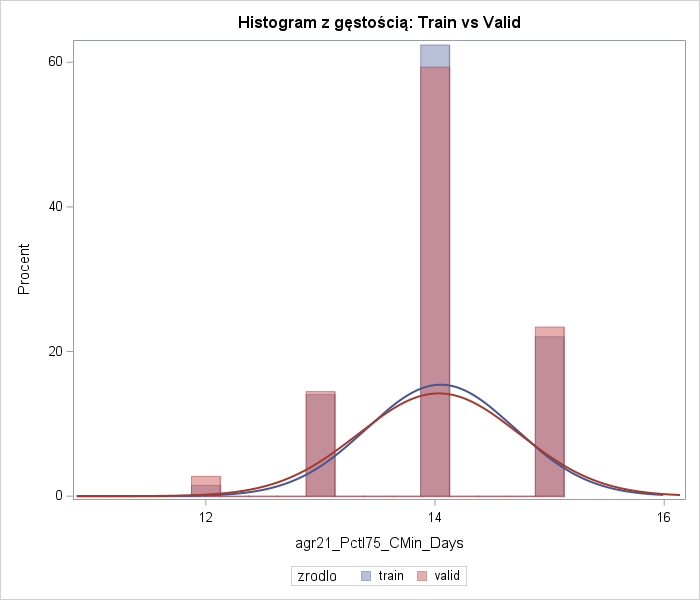 Histogram z gęstością: Train vs Valid
60
40
20
0
Procent
12
14
16
agr21_Pctl75_CMin_Days
zrodlo train valid